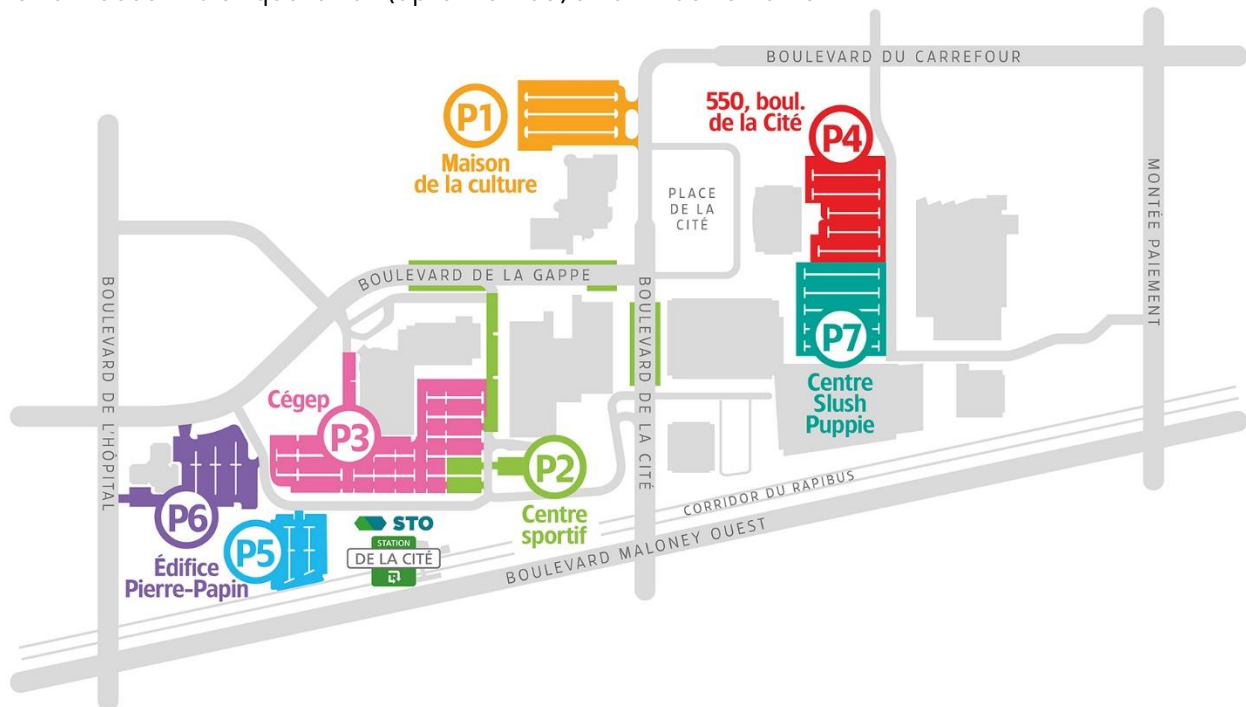 BOULEVARD DU CARREFOUR
P1
Maison
de la culture
550, boul.
de la Cité
P4
PLACE
DE LA
CITÉ
MONTÉE PAIEMENT
BOULEVARD DE LA GAPPE
BOULEVARD DE L'HÔPITAL
BOULEVARD DE LA CITÉ
P7
Centre
Slush
Puppie
Cégep
P3
P2
Centre
sportif
P6
Édifice
Pierre-Papin
P5
STO
STATION
DE LA CITÉ
CORRIDOR DU RAPIBUS
BOULEVARD MALONEY OUEST